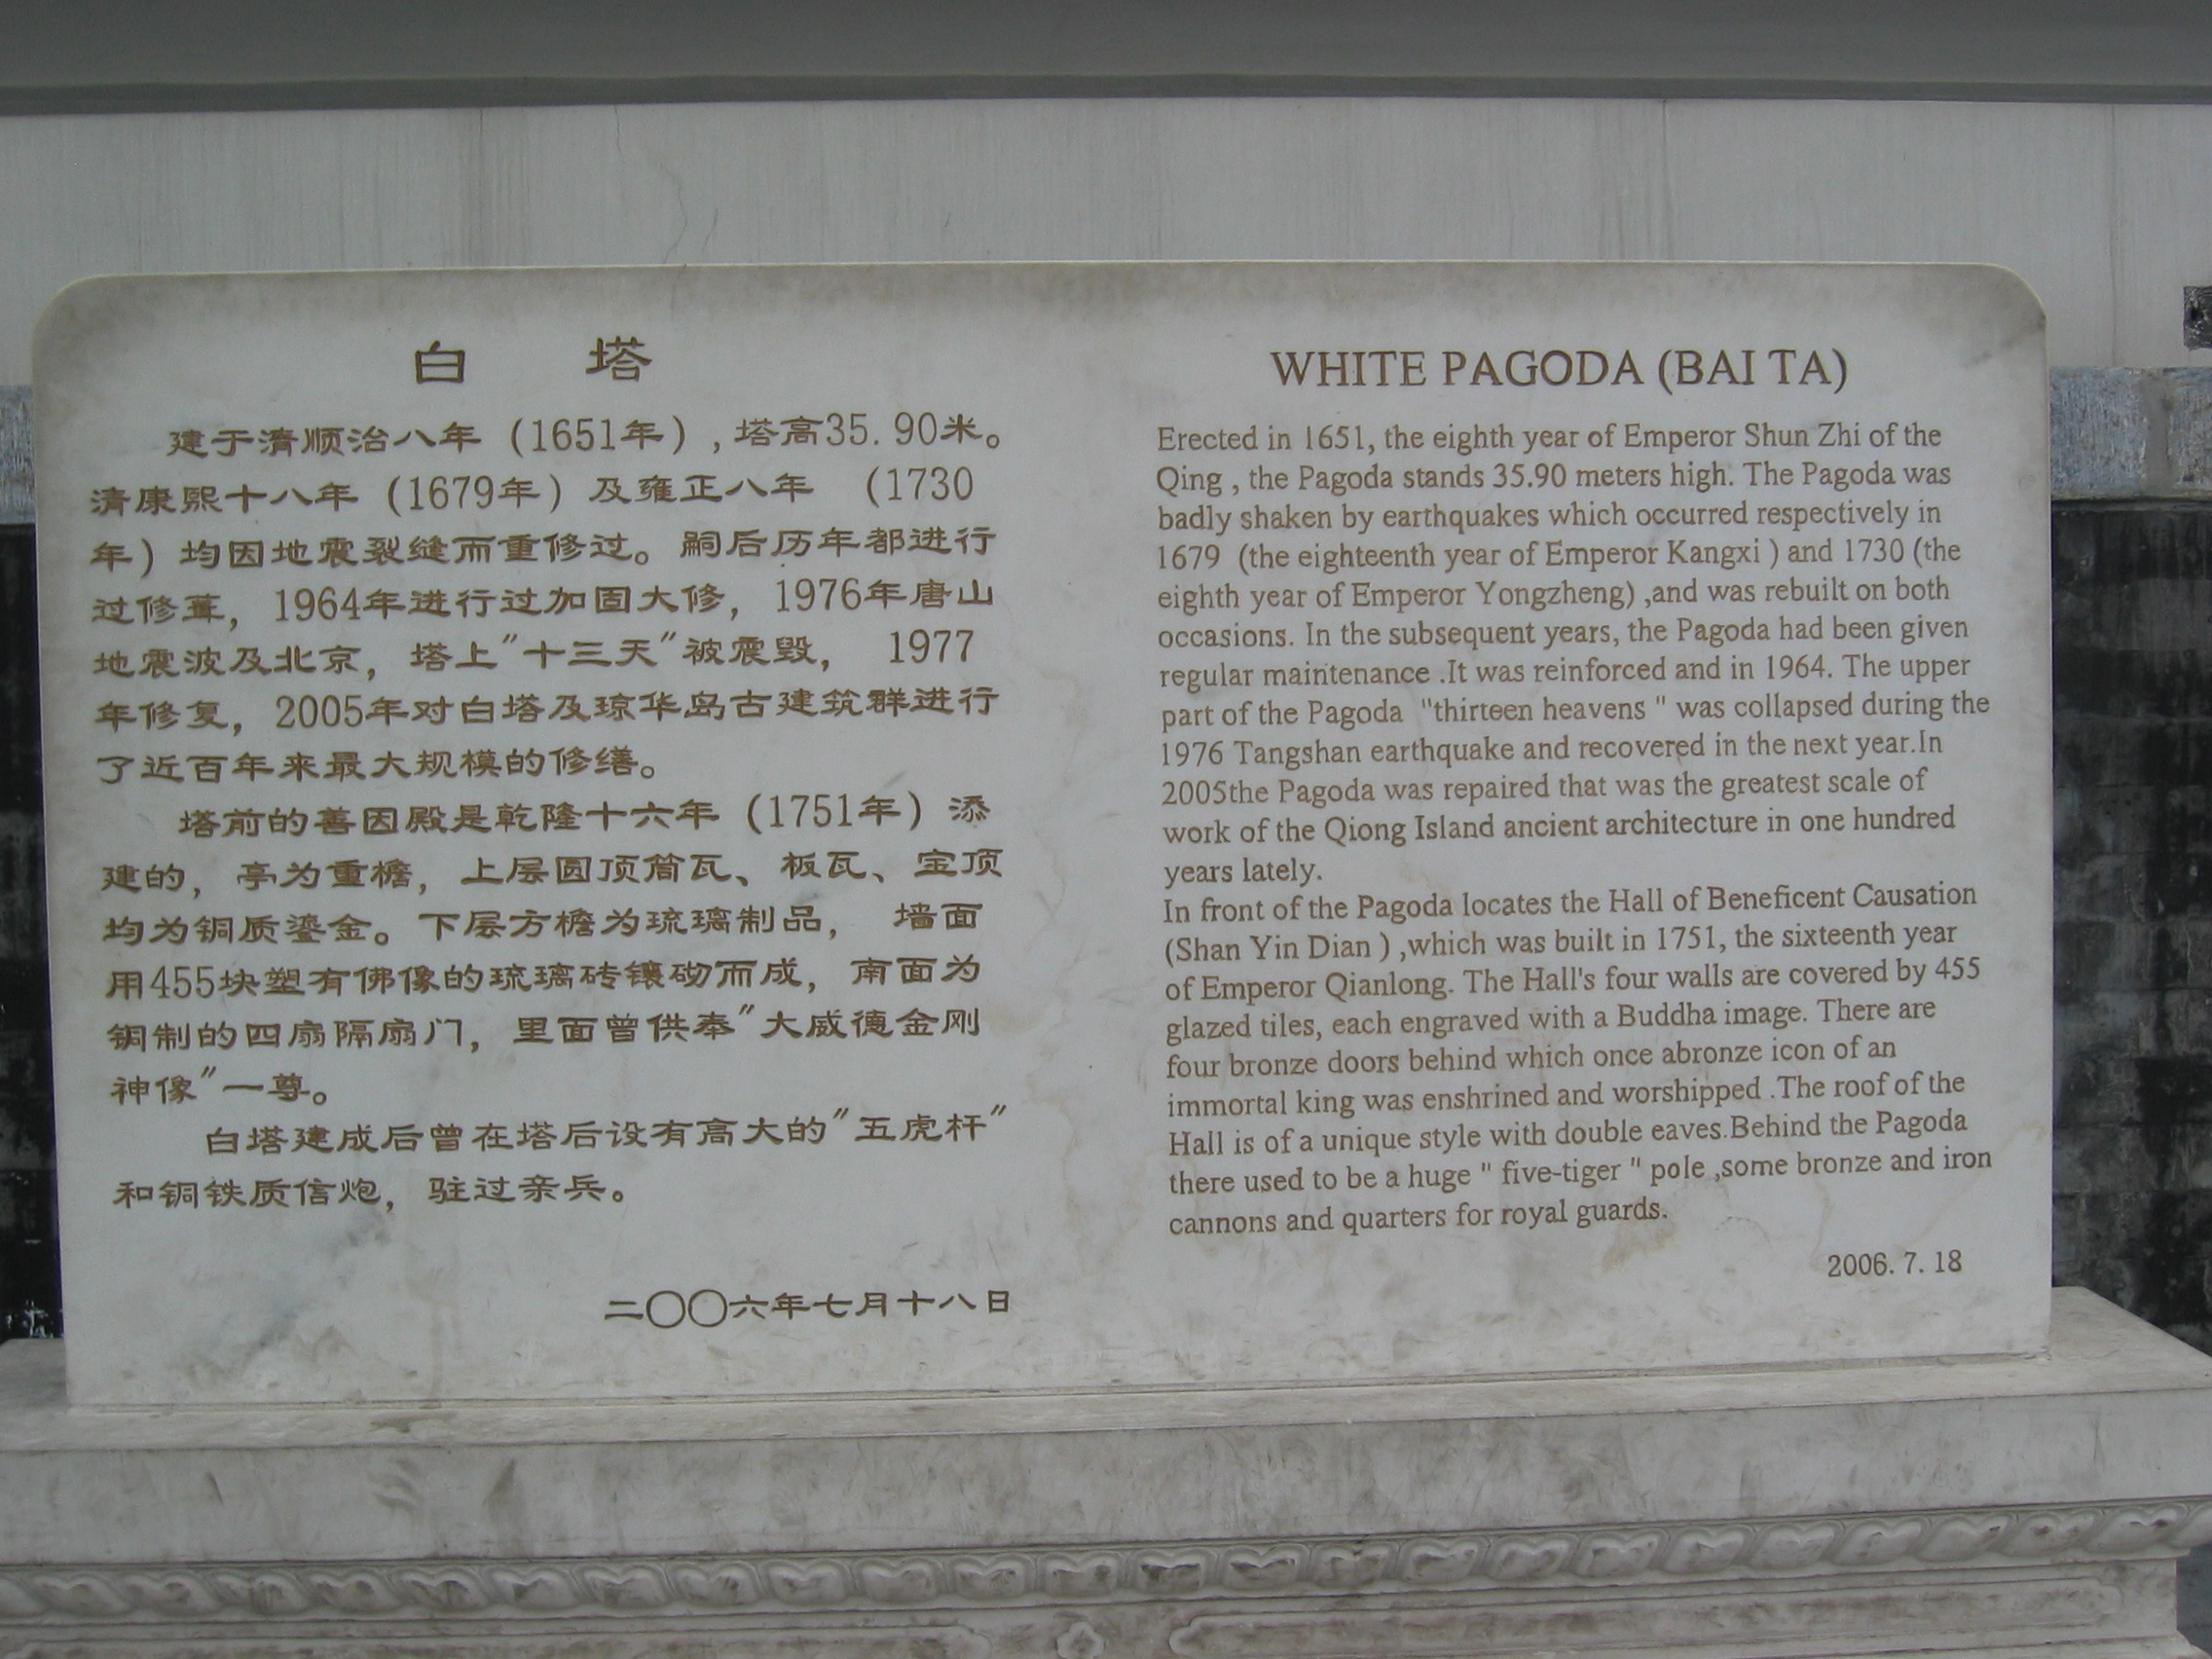 白 塔
建于清顺治八年（1651年）,塔高35.90米。
清康熙十八年（1679年）及雍正八年 （1730
年）均因地震裂缝而重修过。嗣后历年都进行
过修葺，1964年进行过加固大修，1976年唐山
地震波及北京，塔上"十三天"被震毁， 1977
年修复，2005年对白塔及琼华岛古建筑群进行
了近百年来最大规模的修缮。
塔前的善因殿是乾隆十六年（1751年）添
建的，亭为重檐，上层圆顶筒瓦、板瓦、宝顶
均为铜质鎏金。下层方檐为琉璃制品， 墙面
用455块塑有佛像的琉璃砖镶砌而成，南面为
铜制的四扇隔扇门，里面曾供奉"大威德金刚
神像"一尊。
白塔建成后曾在塔后设有高大的"五虎杆"
和铜铁质信炮，驻过亲兵。
二〇〇六年七月十八日
WHITE PAGODA (BAI TA)
Erected in 1651, the eighth year of Emperor Shun Zhi of the
Qing , the Pagoda stands 35.90 meters high. The Pagoda was
badly shaken by earthquakes which occurred respectively in
1679 (the eighteenth year of Emperor Kangxi ) and 1730 (the
eighth year of Emperor Yongzheng) ,and was rebuilt on both
occasions. In the subsequent years, the Pagoda had been given
regular maintenance .It was reinforced and in 1964. The upper
part of the Pagoda "thirteen heavens " was collapsed during the
1976 Tangshan earthquake and recovered in the next year.In
2005the Pagoda was repaired that was the greatest scale of
work of the Qiong Island ancient architecture in one hundred
years lately.
In front of the Pagoda locates the Hall of Beneficent Causation
(Shan Yin Dian ) ,which was built in 1751, the sixteenth year
of Emperor Qianlong. The Hall's four walls are covered by 455
glazed tiles, each engraved with a Buddha image. There are
four bronze doors behind which once abronze icon of an
immortal king was enshrined and worshipped .The roof of the
Hall is of a unique style with double eaves.Behind the Pagoda
there used to be a huge " five-tiger " pole ,some bronze and iron
cannons and quarters for royal guards.
2006. 7. 18